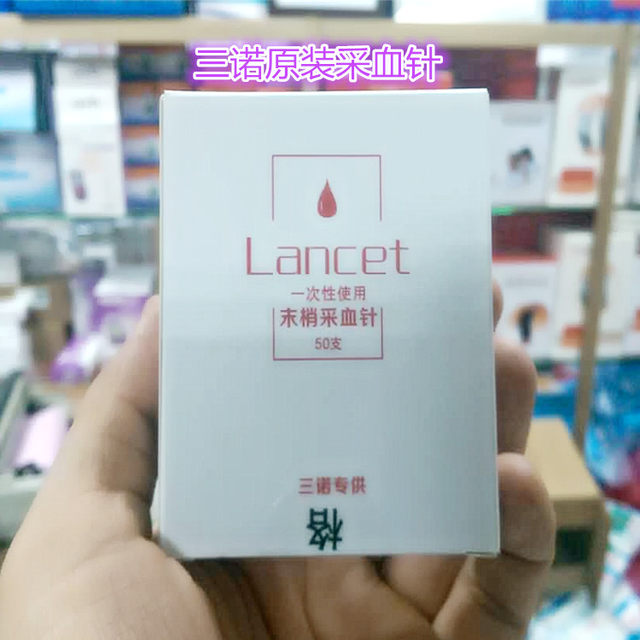 三诺原装采血针
Lancet
一次性使用
末梢采血针
50支
三诺专供
格